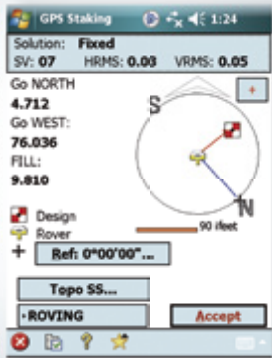 GPS Staking 1:24
Solution: Fixed
SV: 07 HRMS: 0.03 VRMS: 0.05
Go NORTH
4.712
Go WEST:
76.036
FILL:
9.810
S
N
+
Design
Rover
90 ifeet
+ Ref: 0°00'00"...
Topo SS...
ROVING
Accept